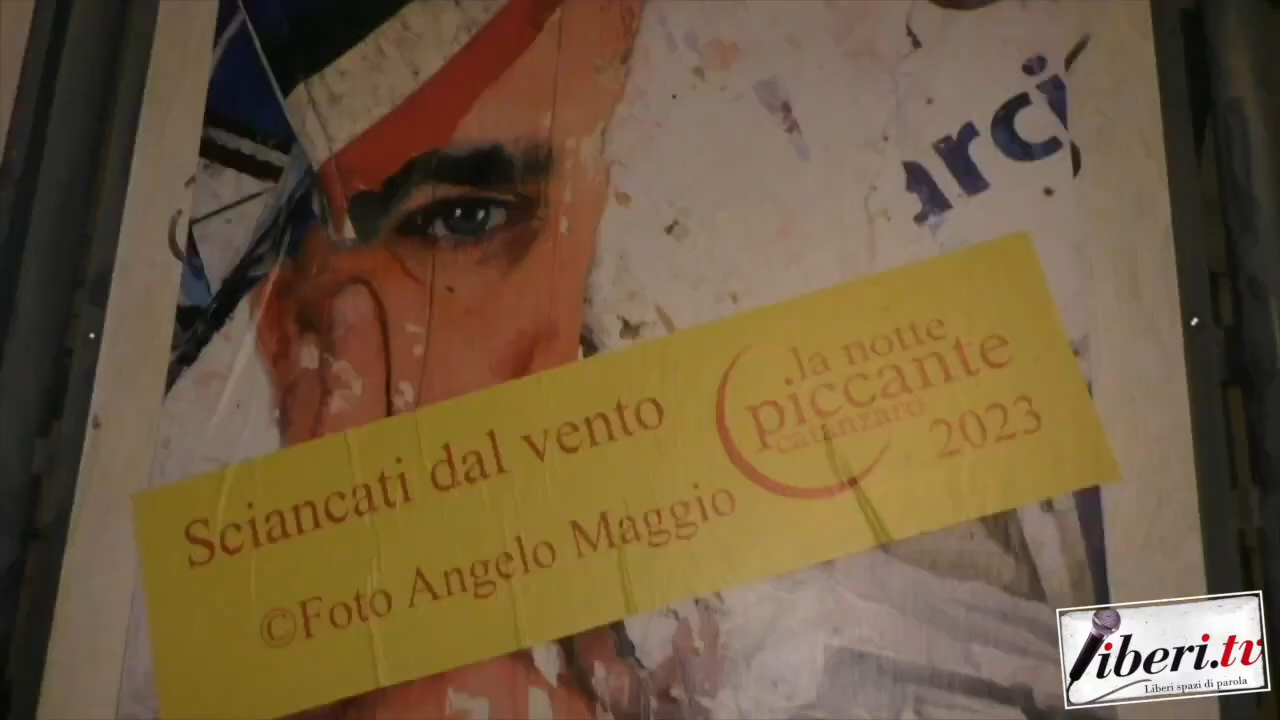 arci
Sciancati dal vento
©Foto Angelo Maggio
la notte
piccante
catanzaro
2023
liberi.tv
Liberi spazi di parola